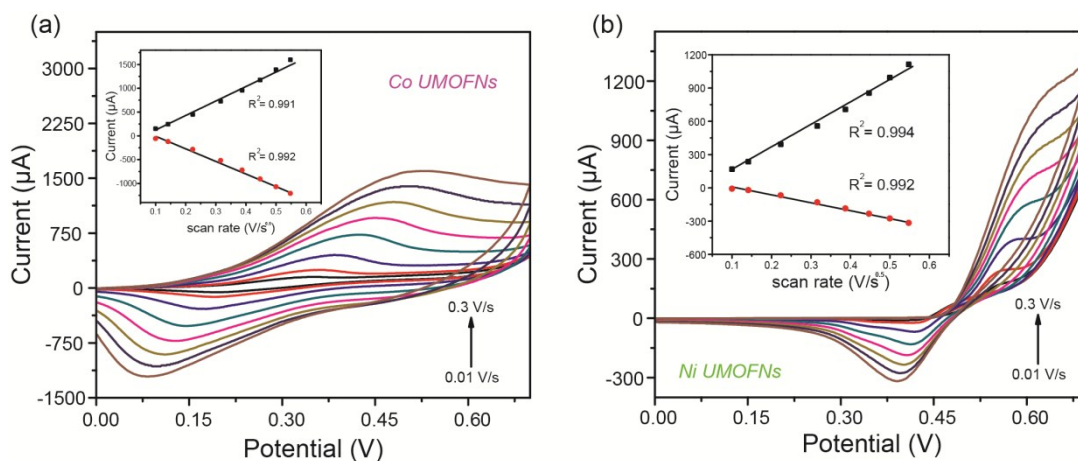 (a)
3000
2250
1500
750
0
-750
-1500
Current (µA)
0.00 0.15 0.30 0.45 0.60
Potential (V)
Co UMOFNs
0.3 V/s
0.01 V/s
1500
1000
500
0
-500
-1000
Current (µA)
R²= 0.991
R²= 0.992
0.1 0.2 0.3 0.4 0.5 0.6
scan rate (V/s
(b)
1200
900
600
300
0
-300
Current (µA)
0.00 0.15 0.30 0.45 0.60
Potential (V)
Ni UMOFNs
0.3 V/s
0.01 V/s
1200
900
600
300
0
-300
-600
Current (µA)
R²= 0.994
R²= 0.992
0.1 0.2 0.3 0.4 0.5 0.6
scan rate (V/s⁰·⁵)